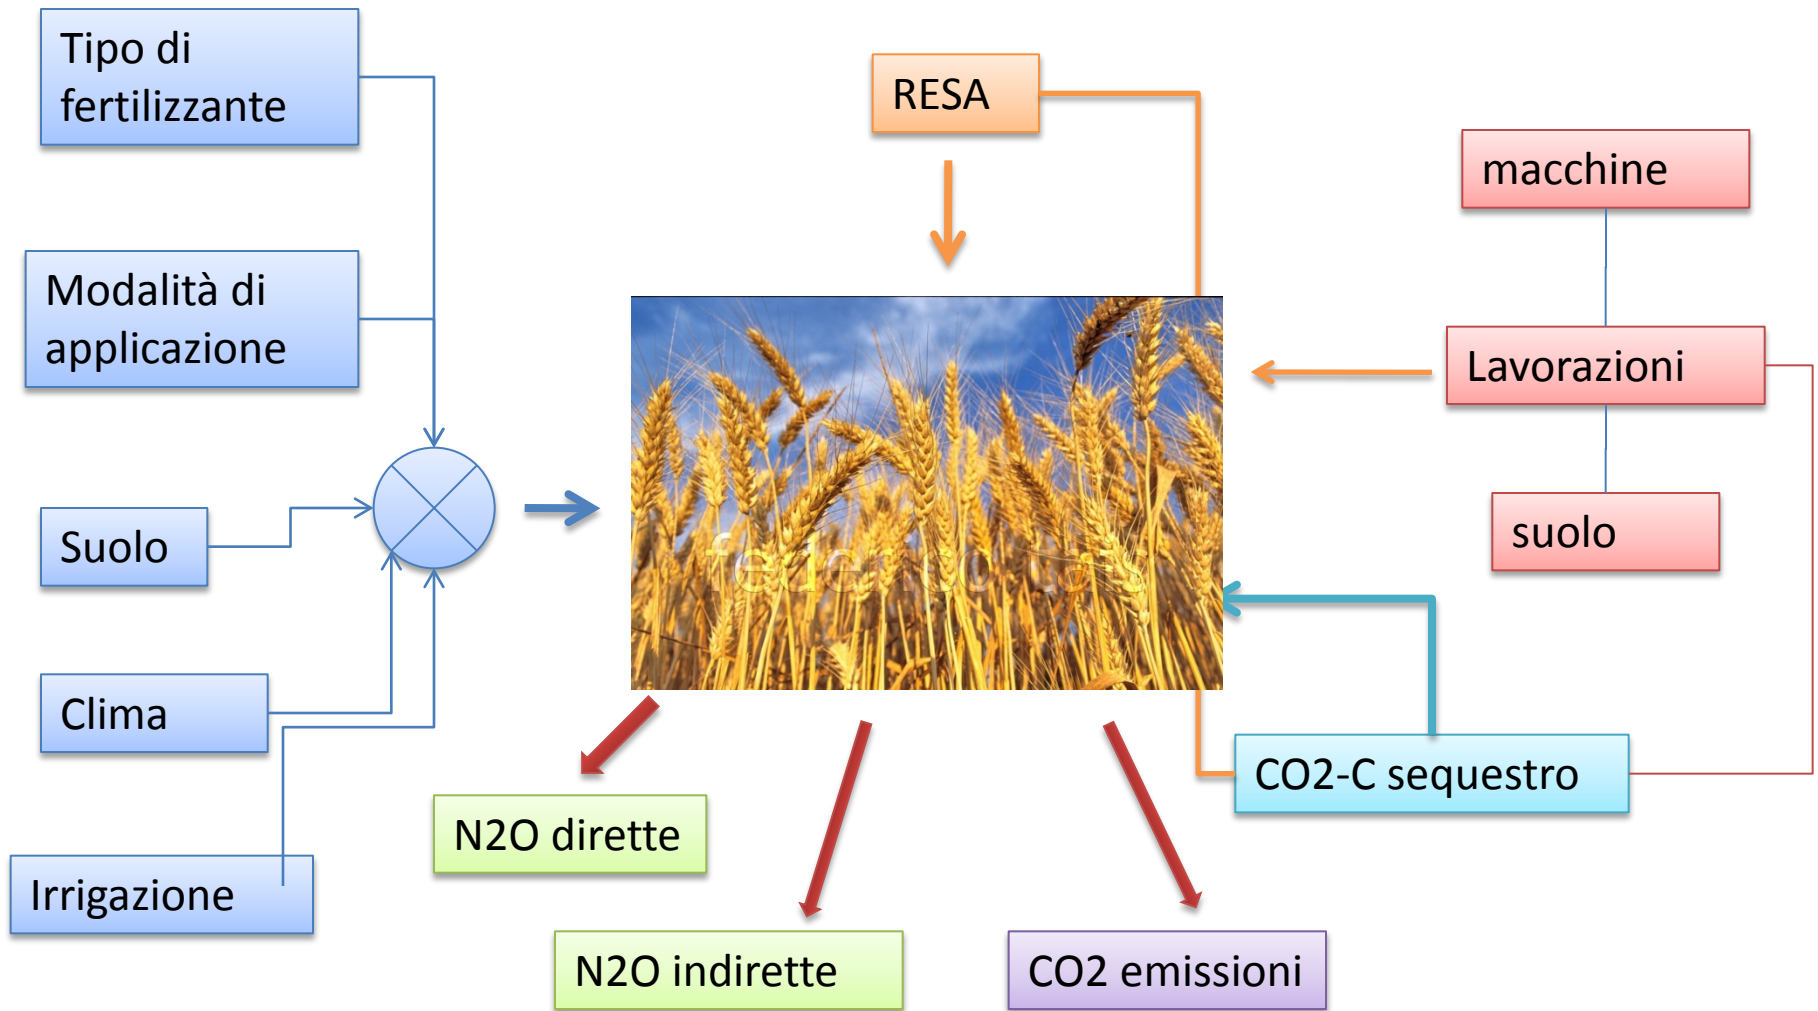 Tipo di
fertilizzante
RESA
macchine
Modalità di
applicazione
Lavorazioni
Suolo
suolo
Clima
CO2-C sequestro
N2O dirette
Irrigazione
N2O indirette
CO2 emissioni